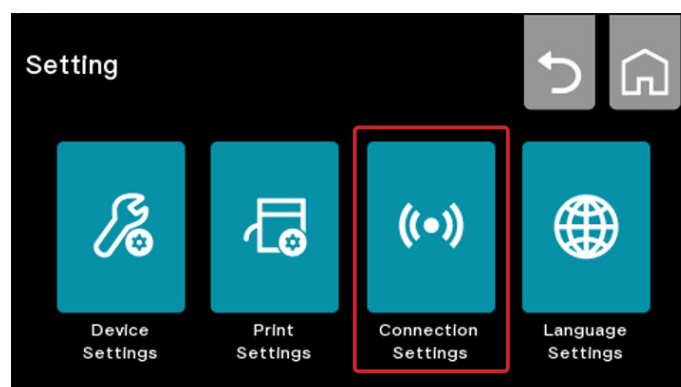 Setting
Device
Settings
Print
Settings
Connection
Settings
Language
Settings